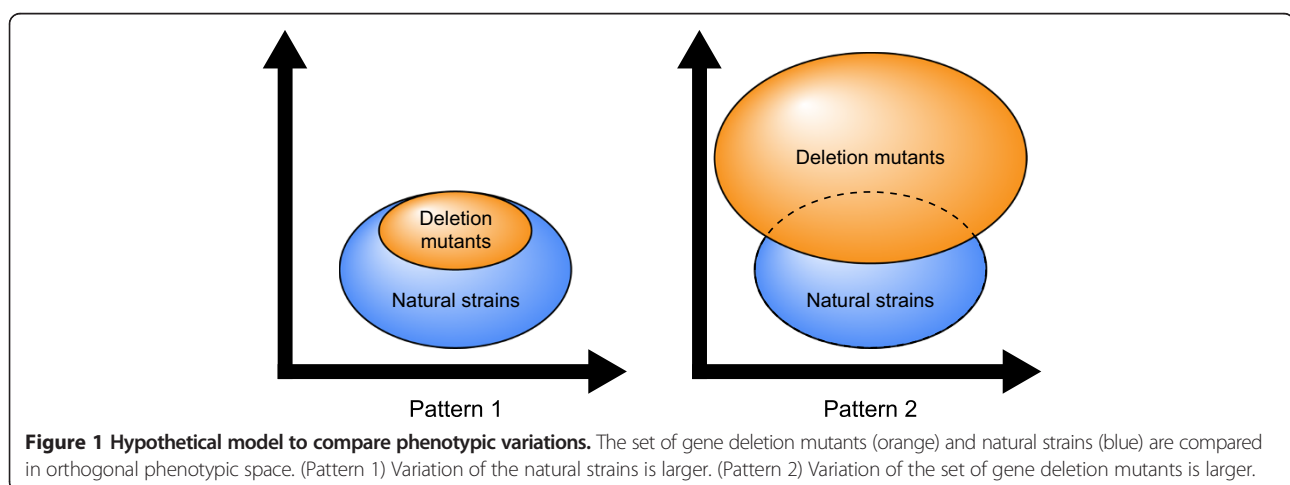 Deletion
mutants
Natural strains
Pattern 1
Deletion mutants
Natural strains
Pattern 2
Figure 1 Hypothetical model to compare phenotypic variations. The set of gene deletion mutants (orange) and natural strains (blue) are compared
in orthogonal phenotypic space. (Pattern 1) Variation of the natural strains is larger. (Pattern 2) Variation of the set of gene deletion mutants is larger.